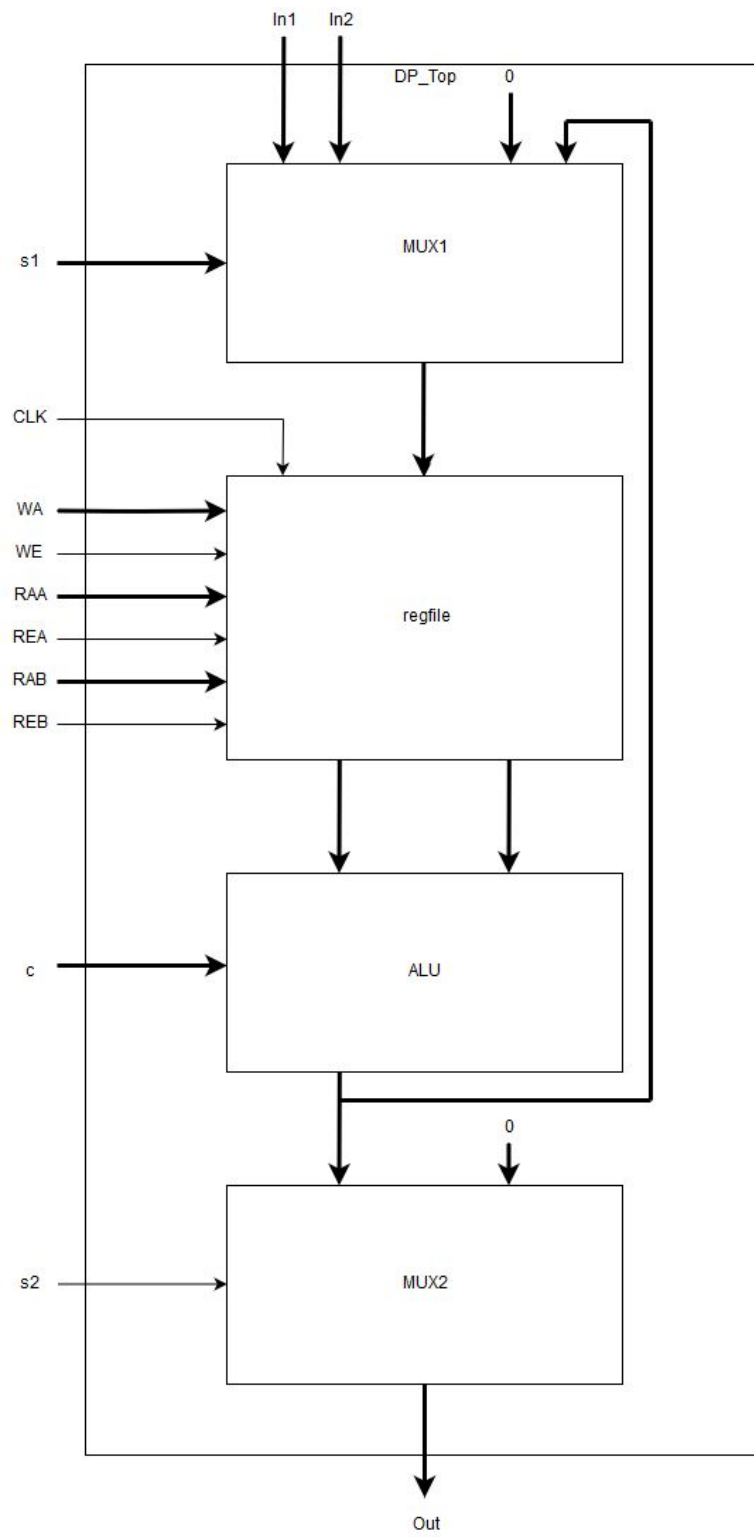 In1 In2
DP_Top 0
MUX1
s1
CLK
WA
WE
RAA
regfile
REA
RAB
REB
c
ALU
0
s2
MUX2
Out